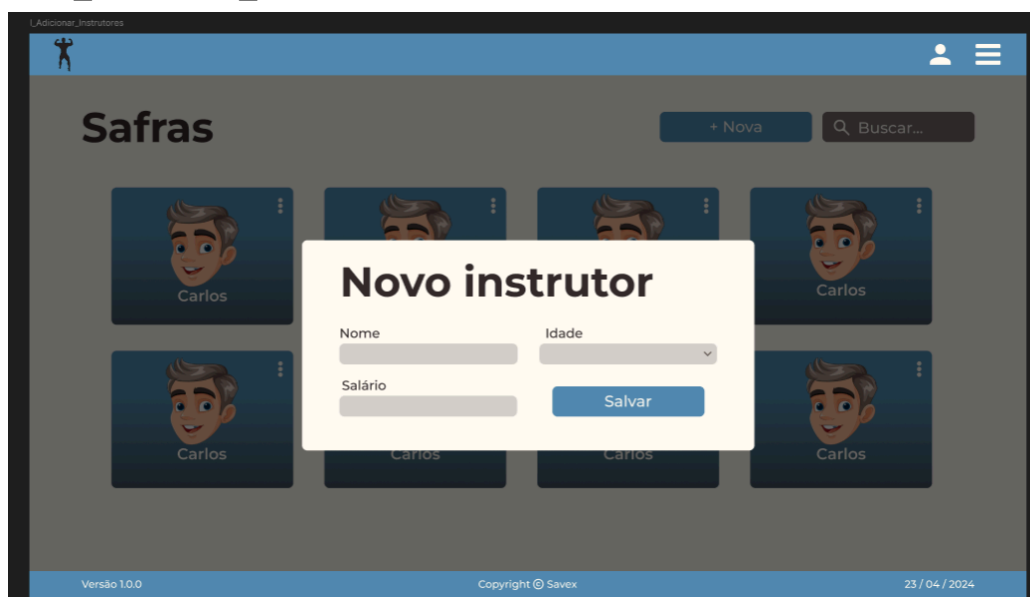 I_Adicionar_Instrutores
Safras
+ Nova
Buscar...
Carlos
Carlos
Novo instrutor
Nome
Idade
Salário
Salvar
Carlos
Carlos
Carlos
Carlos
Versão 1.0.0
Copyright © Savex
23 / 04 / 2024